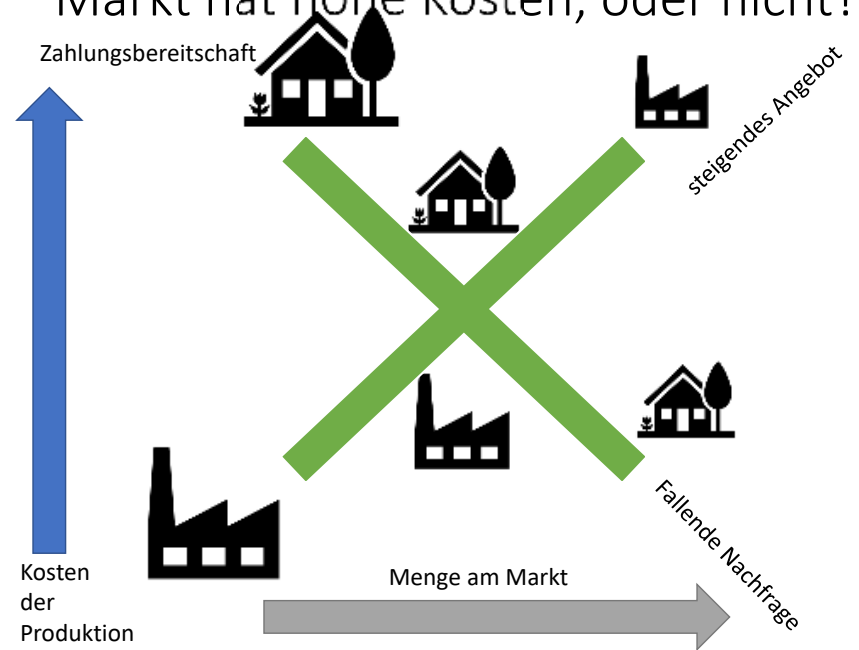 Markt hat hohe Kosten, oder nicht?
Zahlungsbereitschaft
steigendes Angebot
Kosten
der
Produktion
Menge am Markt
Fallende Nachfrage